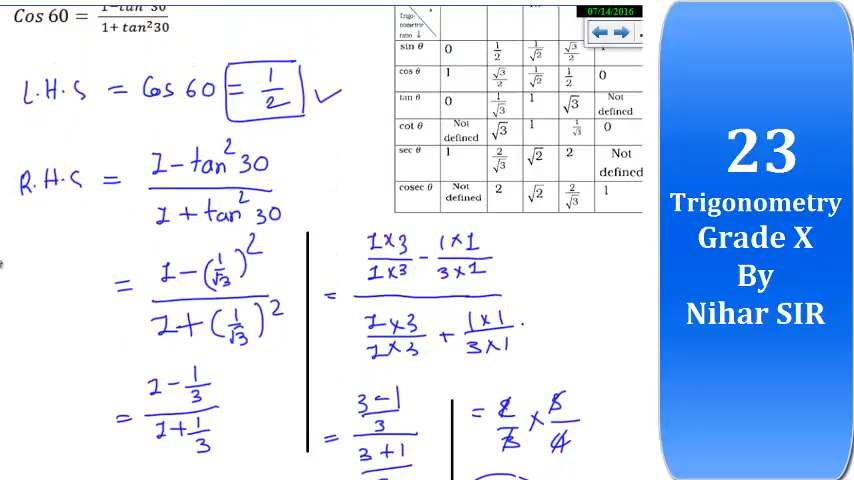 Cos 60 = 1−tan²30 / 1+ tan²30
L.H.S = Cos 60 = 1/2 ✓
R.H.S = 1 − tan² 30 / 1 + tan² 30
= 1 − (1/√3)² / 1 + (1/√3)²
= 1 − 1/3 / 1 + 1/3
= 1×3/1×3 − 1×1/3×1 / 1×3/1×3 + 1×1/3×1
= 3−1/3 / 3+1
= 2/3 × 3/4
07/14/2016
Trigo-
nometric
ratio ↓
sin θ 0 1/2 1/√2 √3/2 1
cos θ 1 √3/2 1/√2 1/2 0
tan θ 0 1/√3 1 √3 Not defined
cot θ Not defined √3 1 1/√3 0
sec θ 1 2/√3 √2 2 Not defined
cosec θ Not defined 2 √2 2/√3 1
23
Trigonometry
Grade X
By
Nihar SIR